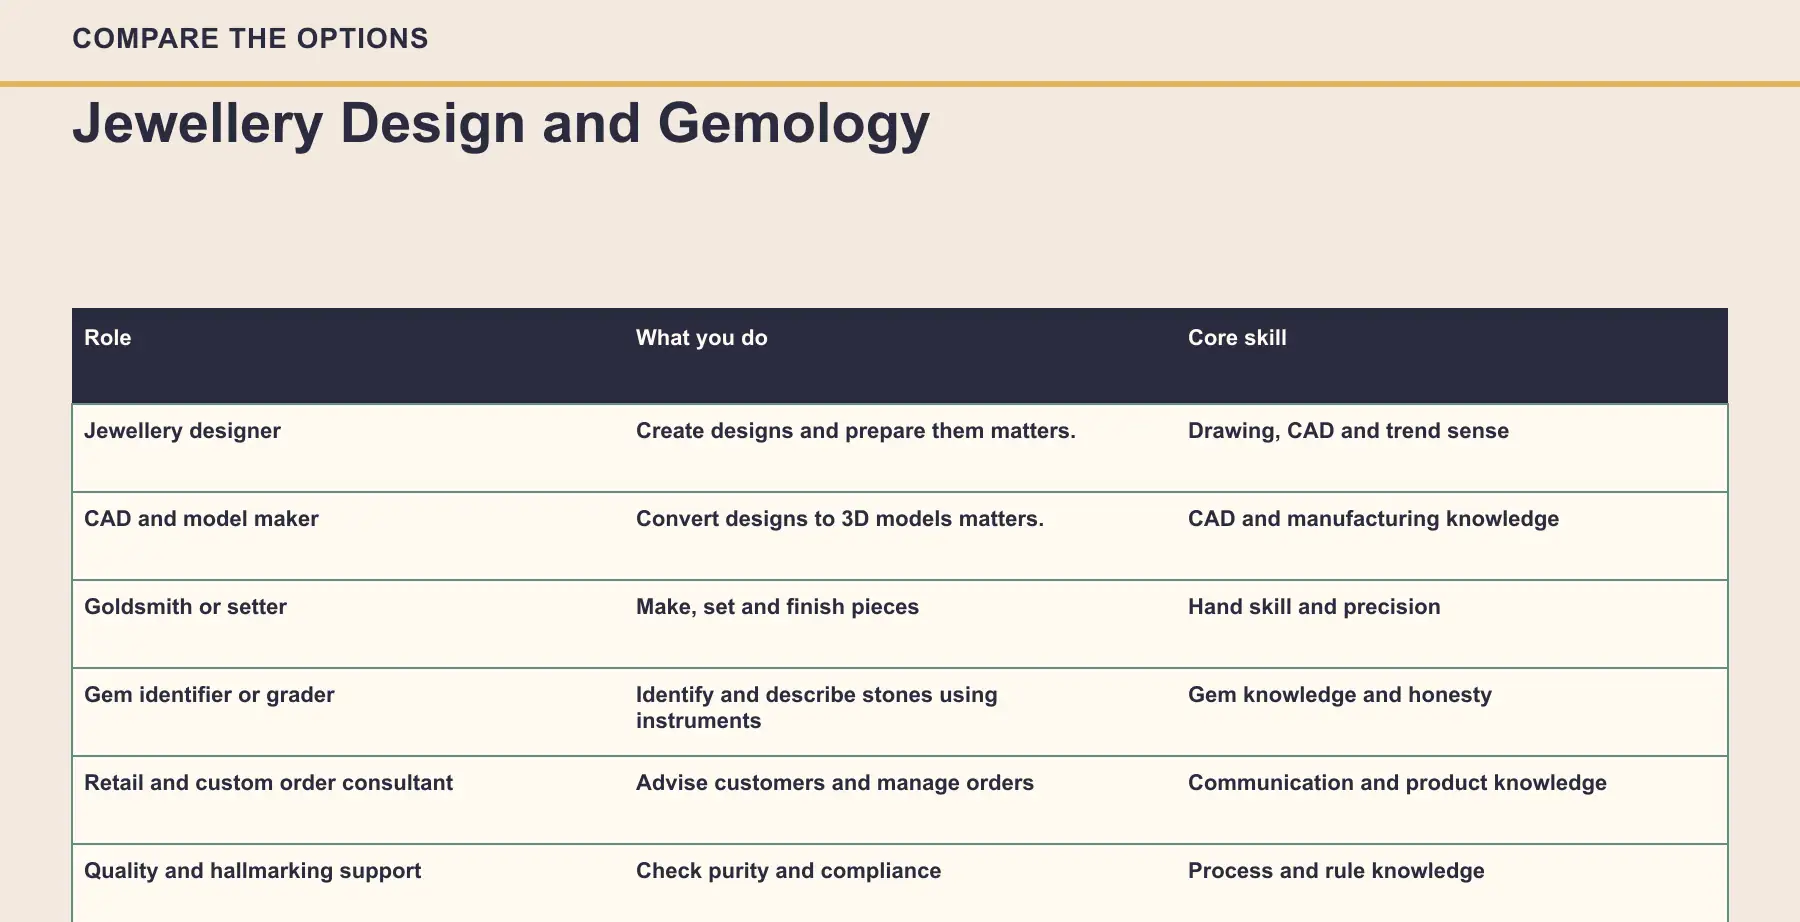 COMPARE THE OPTIONS
Jewellery Design and Gemology
Role What you do Core skill
Jewellery designer Create designs and prepare them matters. Drawing, CAD and trend sense
CAD and model maker Convert designs to 3D models matters. CAD and manufacturing knowledge
Goldsmith or setter Make, set and finish pieces Hand skill and precision
Gem identifier or grader Identify and describe stones using Gem knowledge and honesty
instruments
Retail and custom order consultant Advise customers and manage orders Communication and product knowledge
Quality and hallmarking support Check purity and compliance Process and rule knowledge